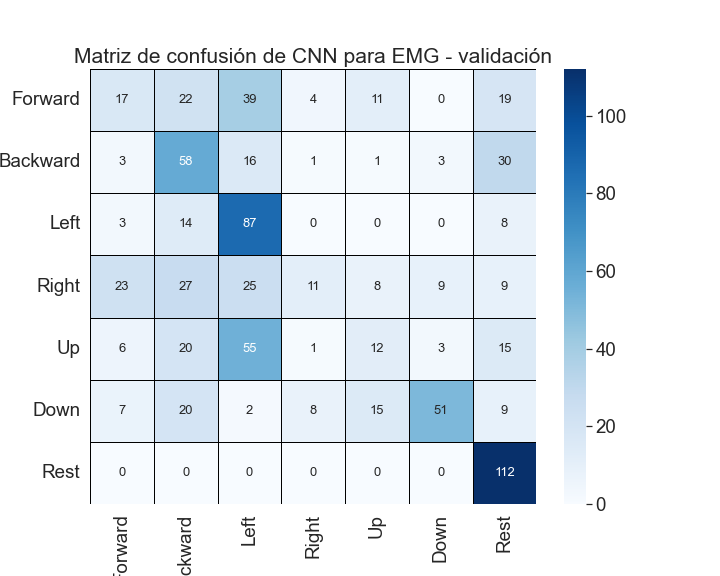 Matriz de confusión de CNN para EMG - validación
Forward 17 22 39 4 11 0 19
Backward 3 58 16 1 1 3 30
Left 3 14 87 0 0 0 8
Right 23 27 25 11 8 9 9
Up 6 20 55 1 12 3 15
Down 7 20 2 8 15 51 9
Rest 0 0 0 0 0 0 112
Forward
ckward
Left
Right
Up
Down
Rest
100
80
60
40
20
0